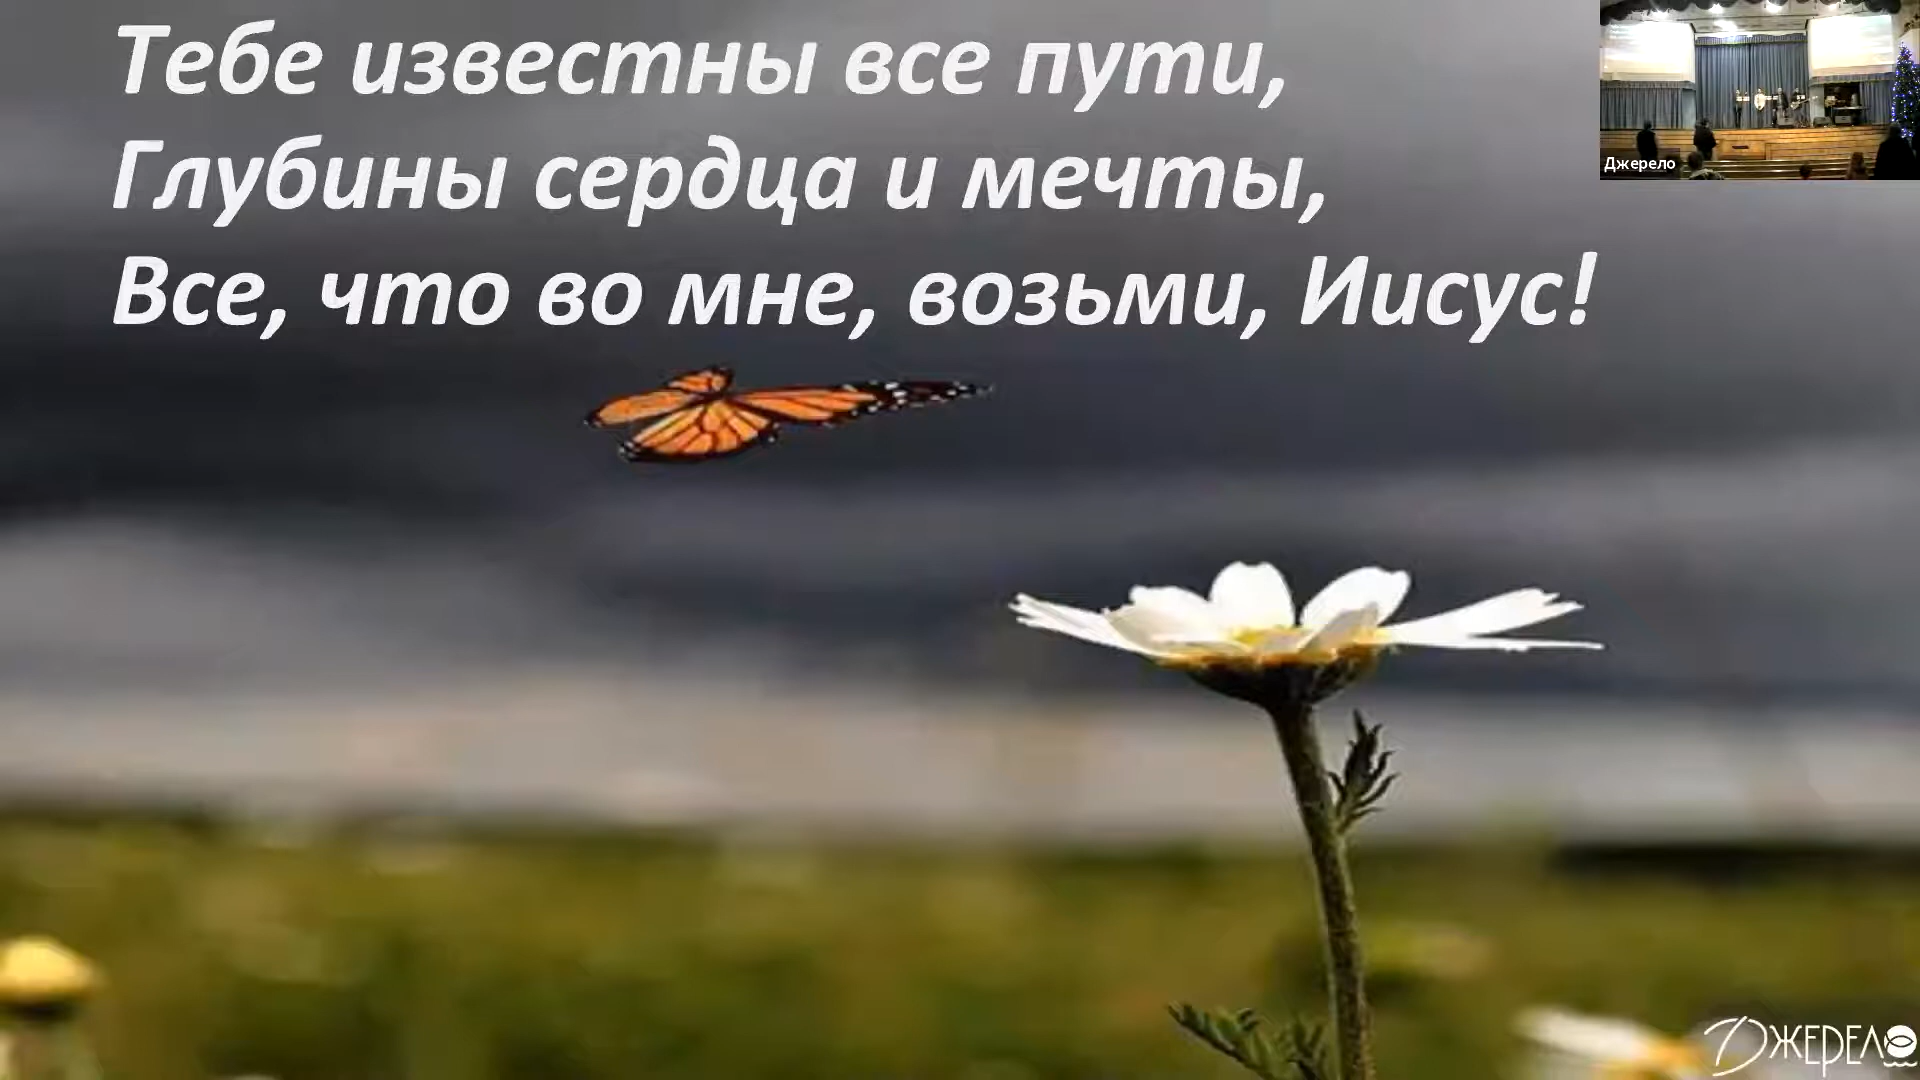 Тебе известны все пути,
Глубины сердца и мечты,
Все, что во мне, возьми, Иисус!
Джерело
ДЖЕРЕЛО